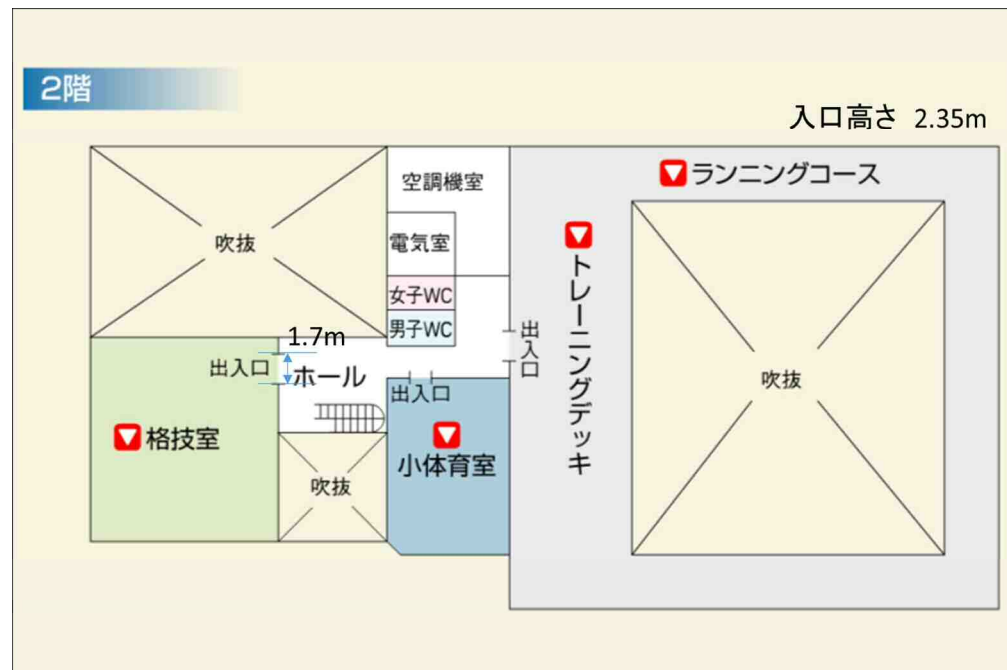 2階
入口高さ 2.35m
空調機室
ランニングコース
吹抜
電気室
トレーニングデッキ
女子WC
男子WC
1.7m
出入口
出入口
ホール
出入口
吹抜
格技室
小体育室
吹抜